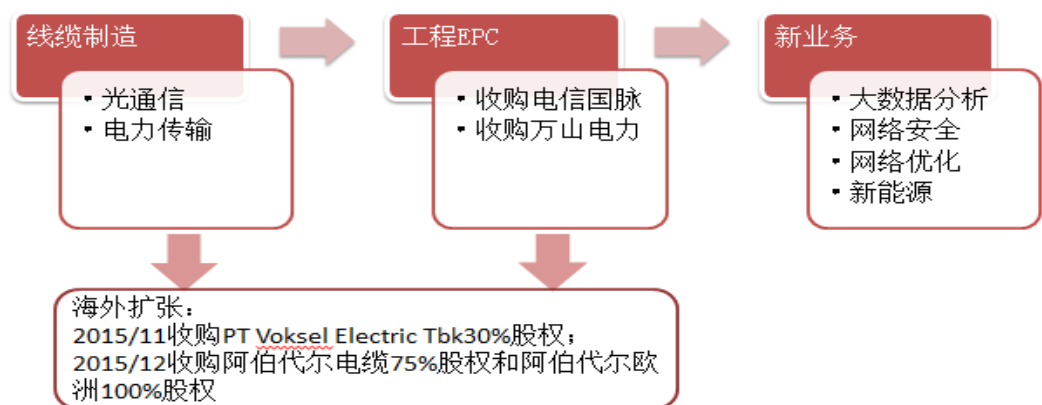 线缆制造
• 光通信
• 电力传输
工程EPC
• 收购电信国脉
• 收购万山电力
新业务
• 大数据分析
• 网络安全
• 网络优化
• 新能源
海外扩张：
2015/11收购PT Voksel Electric Tbk30%股权；
2015/12收购阿伯代尔电缆75%股权和阿伯代尔欧
洲100%股权